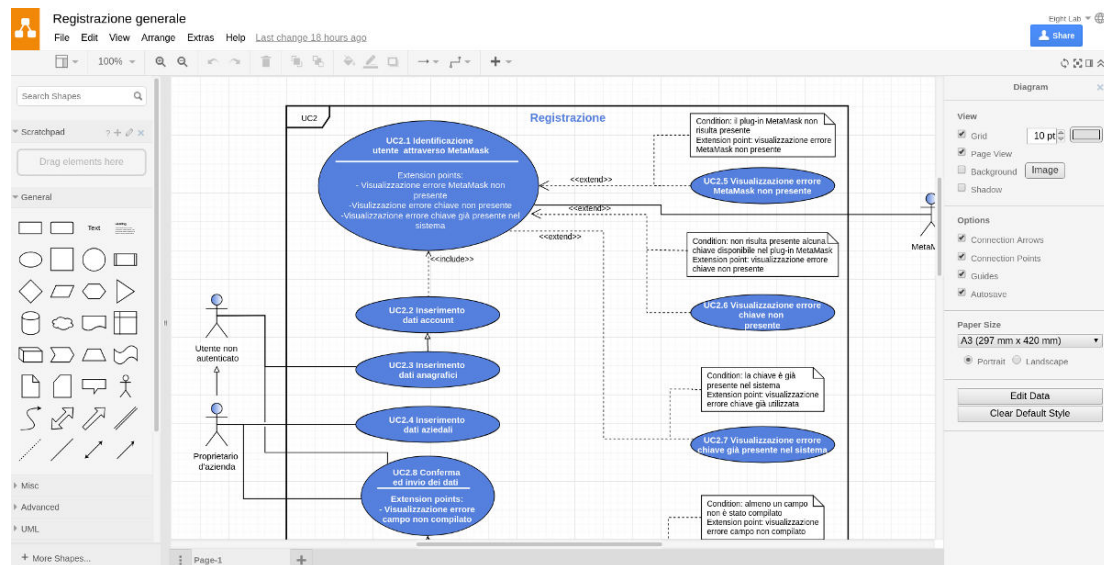 Registrazione generale
Eight Lab
File Edit View Arrange Extras Help Last change 18 hours ago
Share
100%
Search Shapes
Scratchpad
Drag elements here
General
Text
Misc
Advanced
UML
+ More Shapes...
UC2
Registrazione
UC2.1 Identificazione
utente attraverso MetaMask
Extension points:
- Visualizzazione errore MetaMask non
presente
-Visulizzazione errore chiave non presente
-Visualizzazione errore chiave già presente nel
sistema
Condition: il plug-in MetaMask non
risulta presente
Extension point: visualizzazione errore
MetaMask non presente
<<extend>>
UC2.5 Visualizzazione errore
MetaMask non presente
<<extend>>
<<extend>>
MetaM
Condition: non risulta presente alcuna
chiave disponibile nel plug-in MetaMask
Extension point: visualizzazione errore
chiave non presente
<<include>>
UC2.2 Inserimento
dati account
UC2.6 Visualizzazione errore
chiave non
presente
Utente non
autenticato
UC2.3 Inserimento
dati anagrafici
Condition: la chiave è già
presente nel sistema
Extension point: visualizzazione
errore chiave già utilizzata
UC2.4 Inserimento
dati aziedali
UC2.7 Visualizzazione errore
chiave già presente nel sistema
Proprietario
d'azienda
UC2.8 Conferma
ed invio dei dati
Extension points:
- Visualizzazione errore
campo non compilato
Condition: almeno un campo
non è stato compilato
Extension point: visualizzazione
errore campo non compilato
Page-1
Diagram
View
Grid 10 pt
Page View
Background Image
Shadow
Options
Connection Arrows
Connection Points
Guides
Autosave
Paper Size
A3 (297 mm x 420 mm)
Portrait Landscape
Edit Data
Clear Default Style